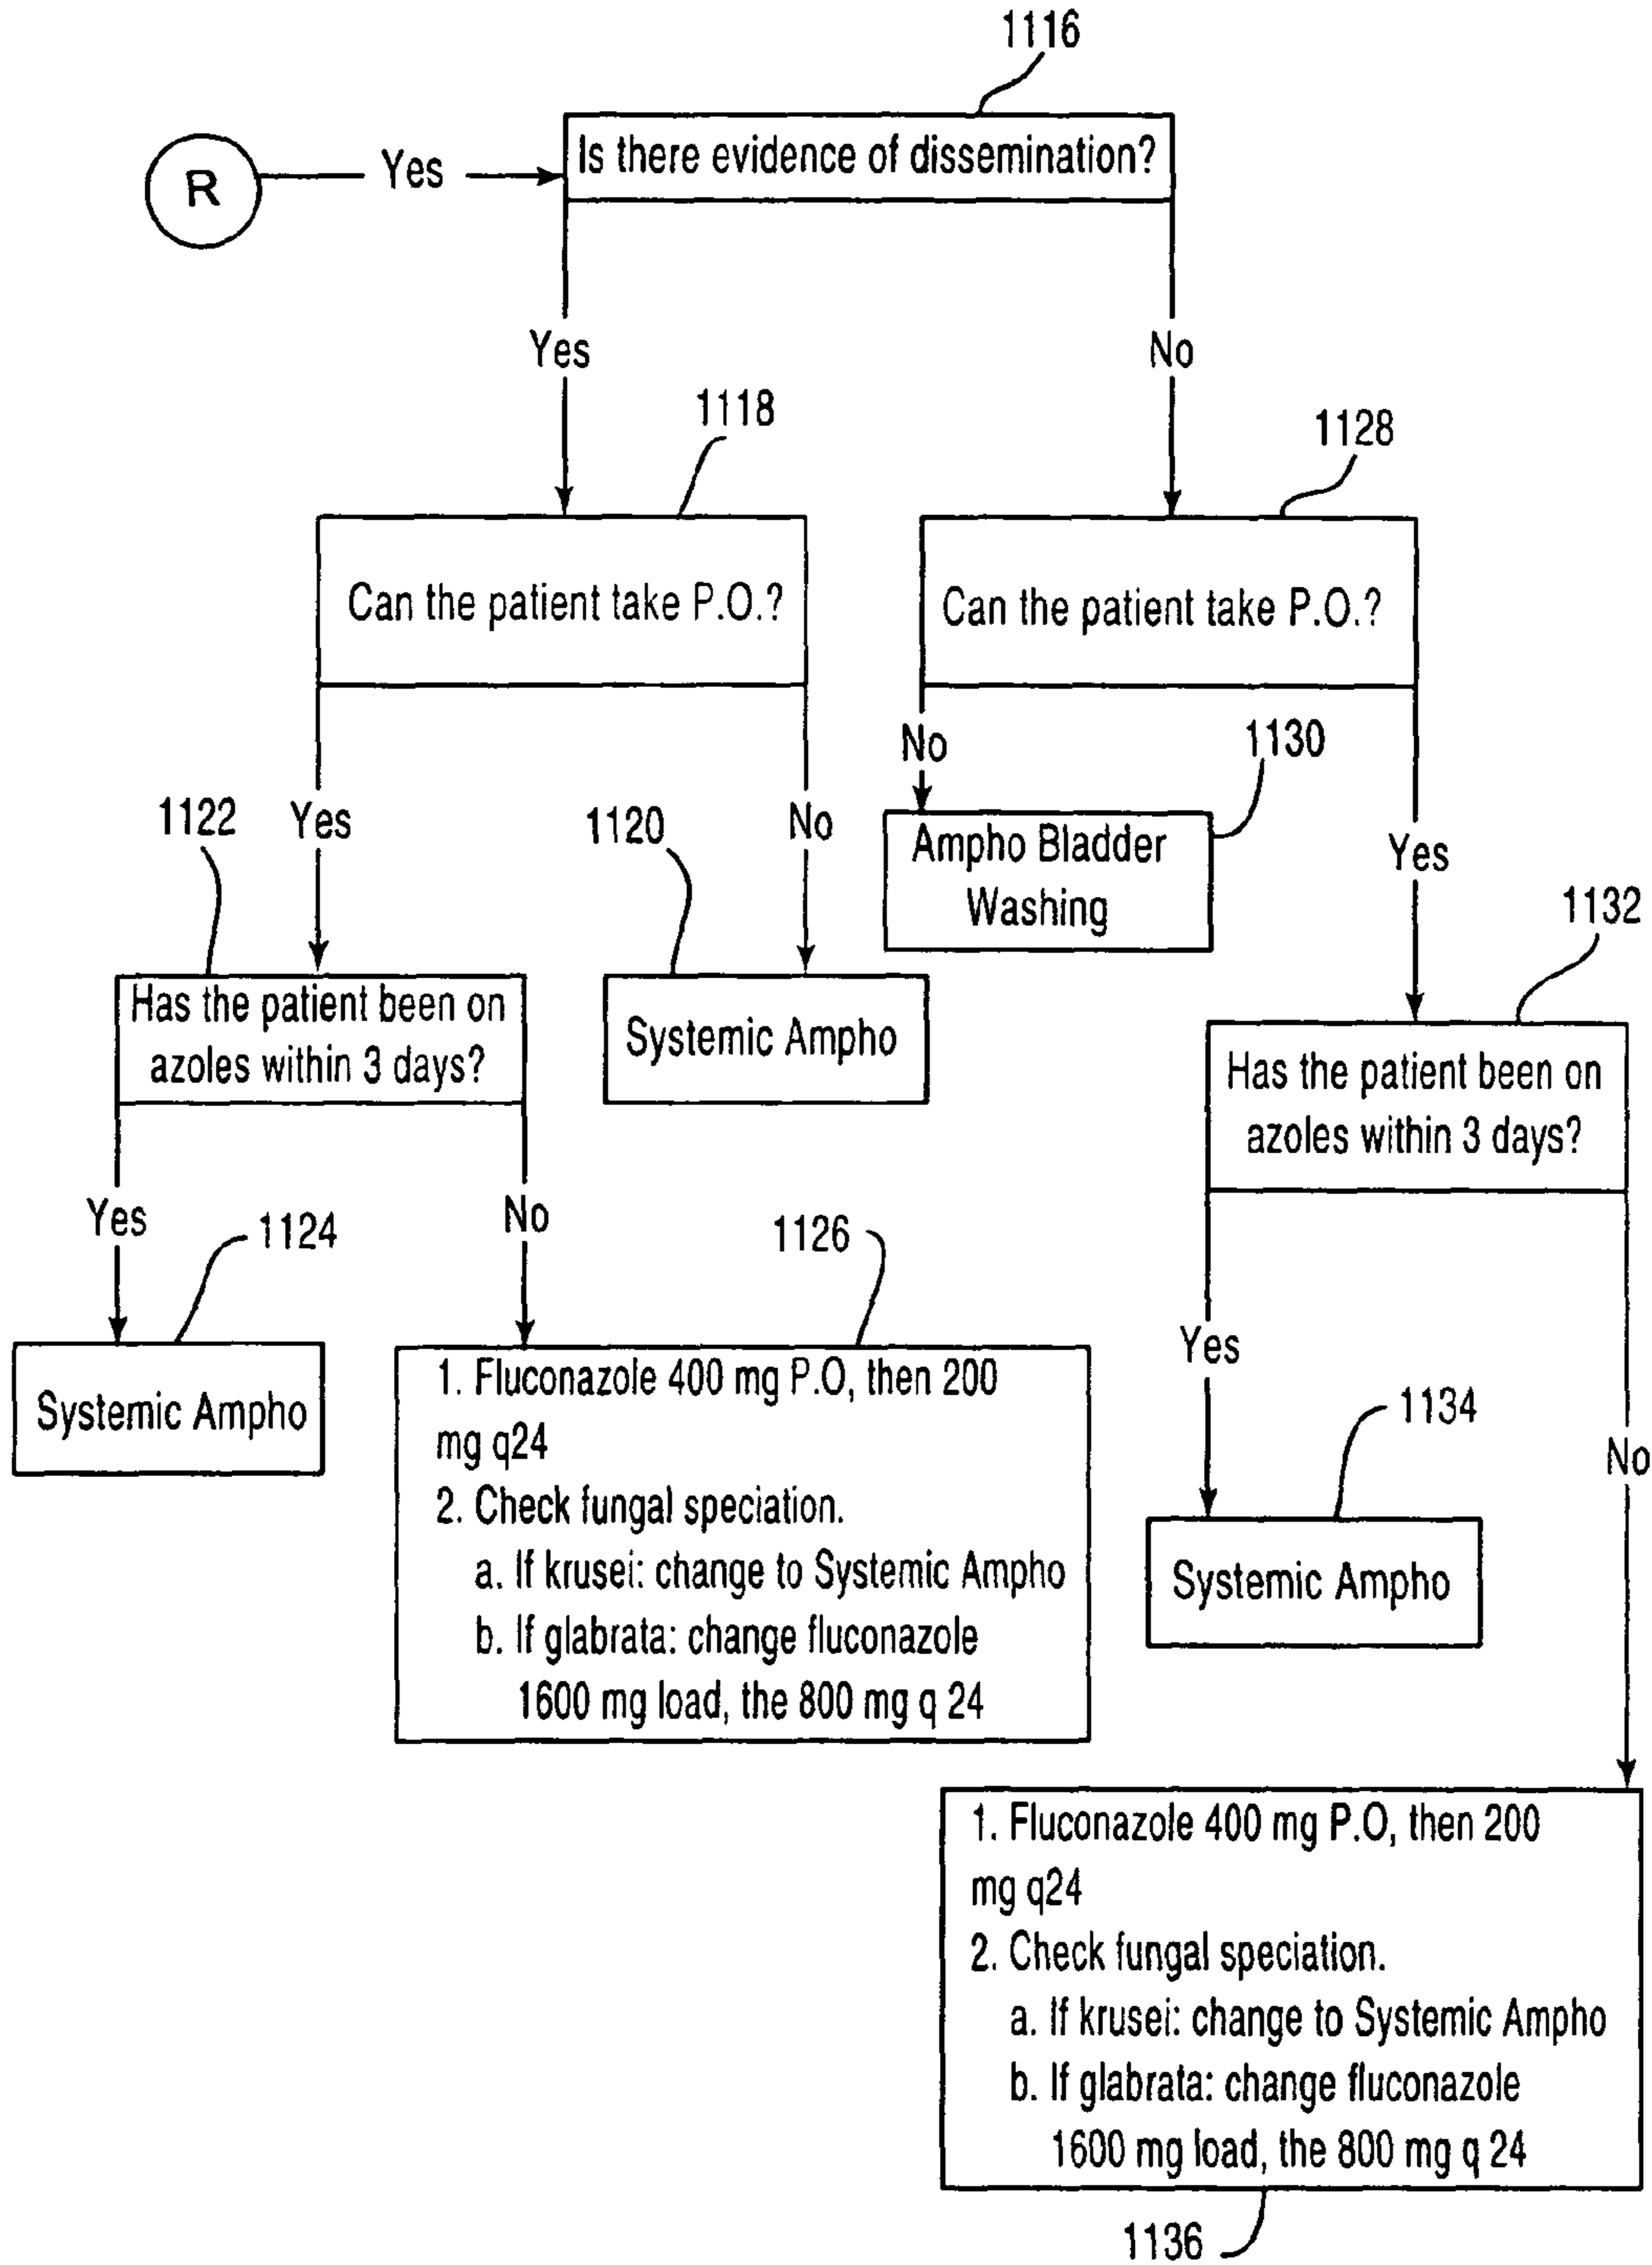 1116
R
Yes
Is there evidence of dissemination?
Yes
No
1118
1128
Can the patient take P.O.?
Can the patient take P.O.?
No
1130
1122
Yes
1120
No
Ampho Bladder
Washing
Yes
1132
Has the patient been on
azoles within 3 days?
Systemic Ampho
Has the patient been on
azoles within 3 days?
Yes
1124
No
1126
Yes
1134
No
Systemic Ampho
1. Fluconazole 400 mg P.O, then 200
mg q24
2. Check fungal speciation.
a. If krusei: change to Systemic Ampho
b. If glabrata: change fluconazole
1600 mg load, the 800 mg q 24
Systemic Ampho
1. Fluconazole 400 mg P.O, then 200
mg q24
2. Check fungal speciation.
a. If krusei: change to Systemic Ampho
b. If glabrata: change fluconazole
1600 mg load, the 800 mg q 24
1136